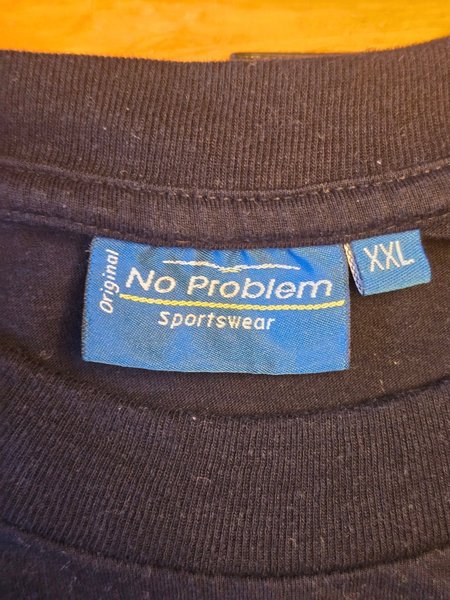 Original
No Problem
Sportswear
XXL